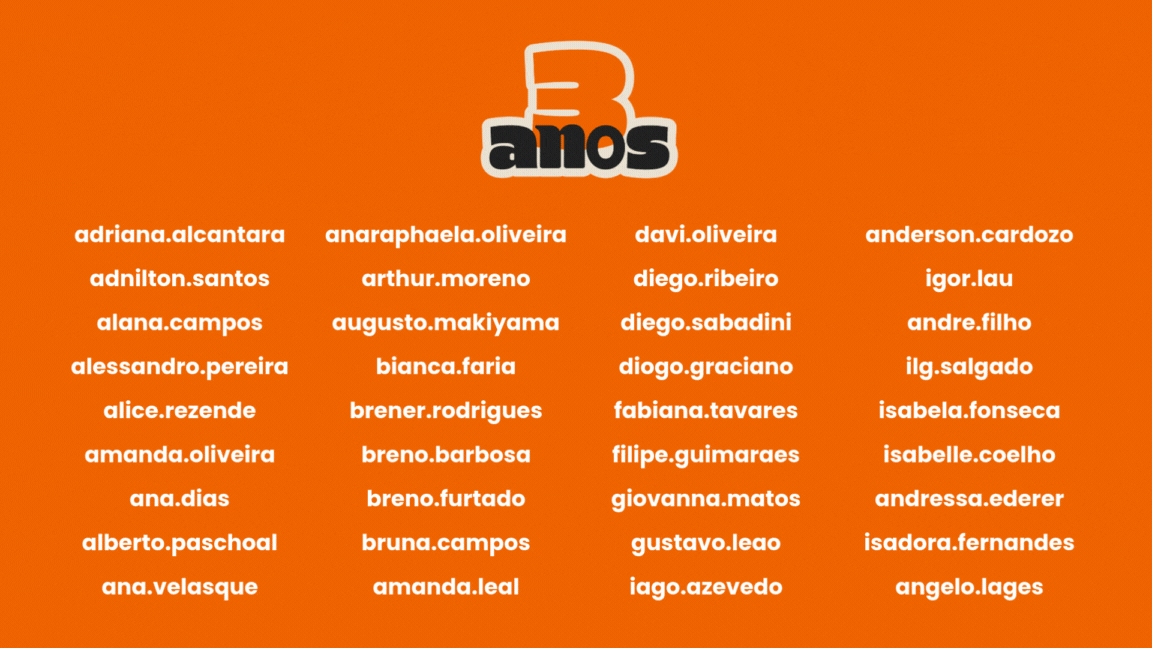 3
anos
adriana.alcantara
adnilton.santos
alana.campos
alessandro.pereira
alice.rezende
amanda.oliveira
ana.dias
alberto.paschoal
ana.velasque
anaraphaela.oliveira
arthur.moreno
augusto.makiyama
bianca.faria
brener.rodrigues
breno.barbosa
breno.furtado
bruna.campos
amanda.leal
davi.oliveira
diego.ribeiro
diego.sabadini
diogo.graciano
fabiana.tavares
filipe.guimaraes
giovanna.matos
gustavo.leao
iago.azevedo
anderson.cardozo
igor.lau
andre.filho
ilg.salgado
isabela.fonseca
isabelle.coelho
andressa.ederer
isadora.fernandes
angelo.lages